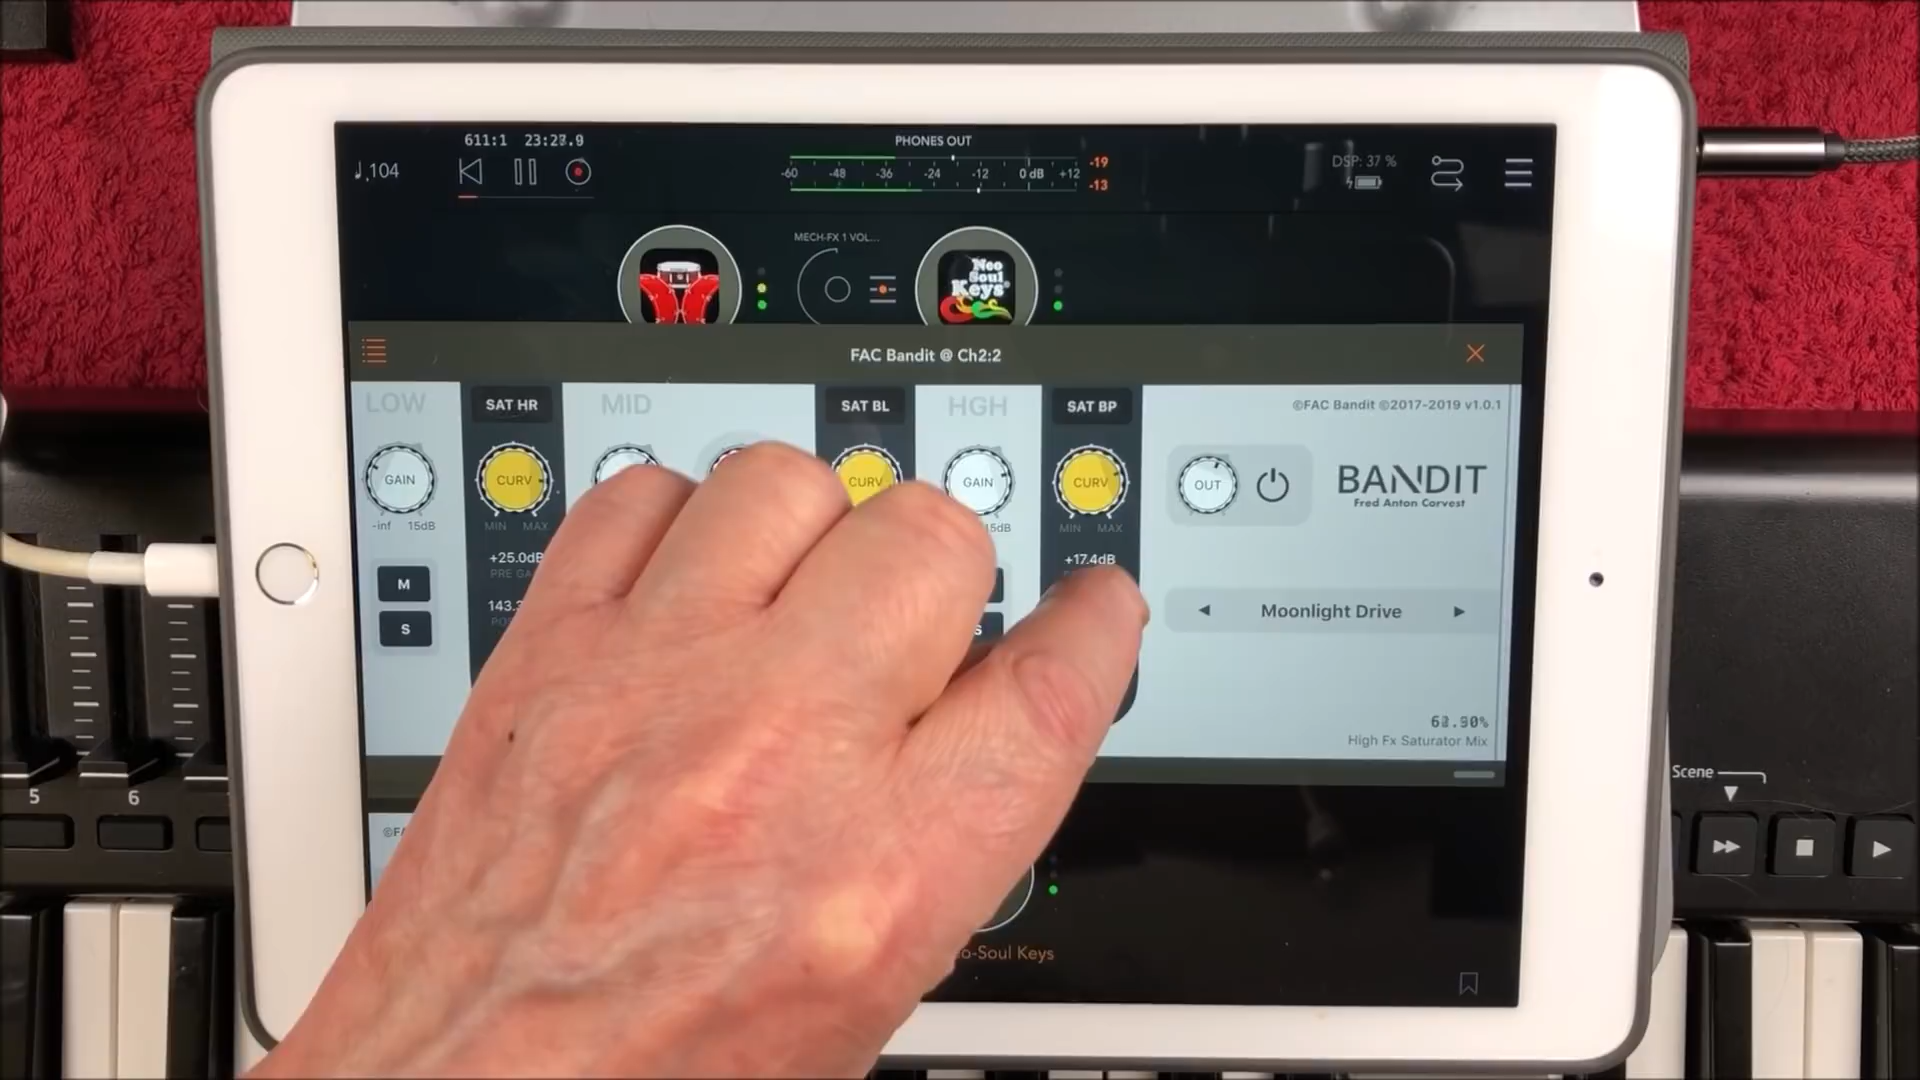 611:1
PHONES OUT
♩.104
-60 -48 -36 -24 -12 0 dB +12
-19
-13
DSP: 37 %
MECH-FX 1 VOL...
Neo
Soul
Keys
FAC Bandit @ Ch2:2
LOW
SAT HR
MID
SAT BL
HGH
SAT BP
©FAC Bandit ©2017-2019 v1.0.1
GAIN
CURV
CURV
GAIN
CURV
OUT
BANDIT
Fred Anton Corvest
-inf 15dB
MIN MAX
15dB
MIN MAX
+25.0dB
+17.4dB
M
S
S
◄ Moonlight Drive ►
High Fx Saturator Mix
Soul Keys
5
6
Scene